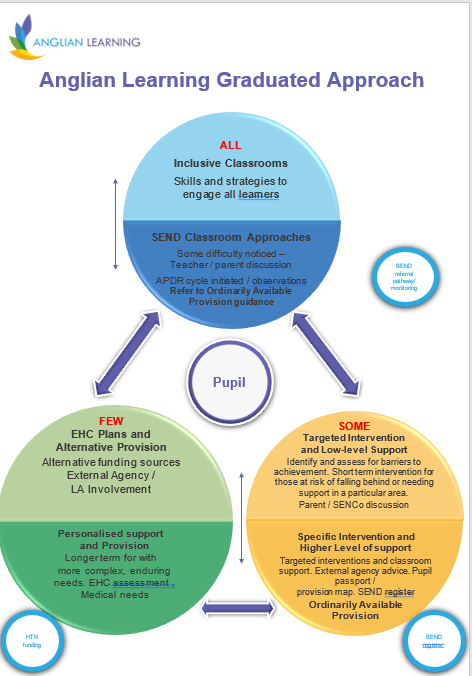 ANGLIAN LEARNING
Anglian Learning Graduated Approach
ALL
Inclusive Classrooms
Skills and strategies to
engage all learners
SEND Classroom Approaches
Some difficulty noticed –
Teacher / parent discussion
APDR cycle initiated / observations
Refer to Ordinarily Available
Provision guidance
SEND
referral
pathway/
monitoring
Pupil
FEW
EHC Plans and
Alternative Provision
Alternative funding sources
External Agency /
LA Involvement
Personalised support
and Provision
Longer term for with
more complex, enduring
needs. EHC assessment,
Medical needs
SOME
Targeted Intervention
and Low-level Support
Identify and assess for barriers to
achievement. Short term intervention for
those at risk of falling behind or needing
support in a particular area.
Parent / SENCo discussion
Specific Intervention and
Higher Level of support
Targeted interventions and classroom
support. External agency advice. Pupil
passport /
provision map. SEND register
Ordinarily Available
Provision
HTN
funding
SEND
register